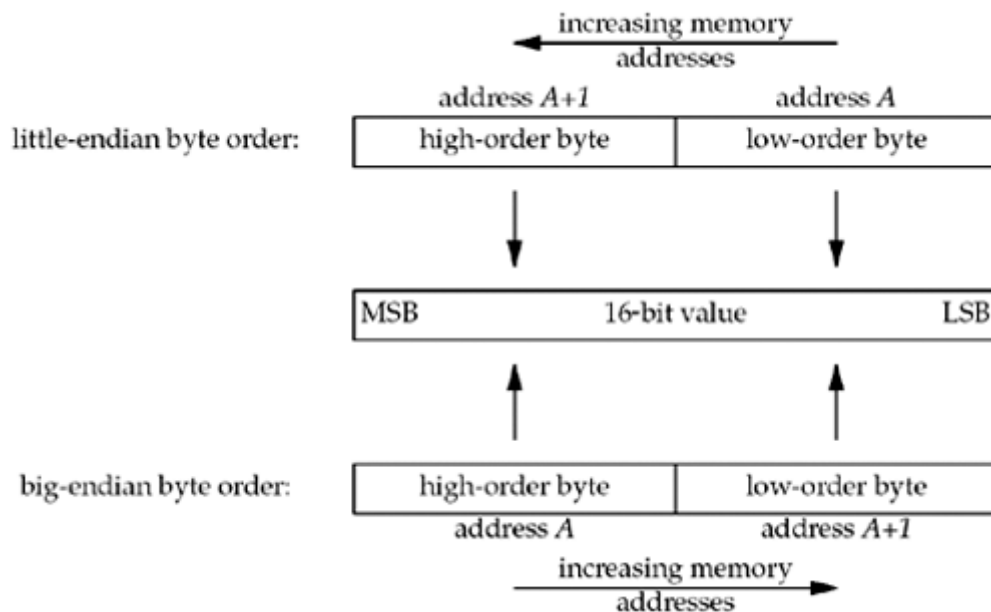 increasing memory
addresses
address A+1 address A
little-endian byte order: high-order byte low-order byte
MSB 16-bit value LSB
big-endian byte order: high-order byte low-order byte
address A address A+1
increasing memory
addresses